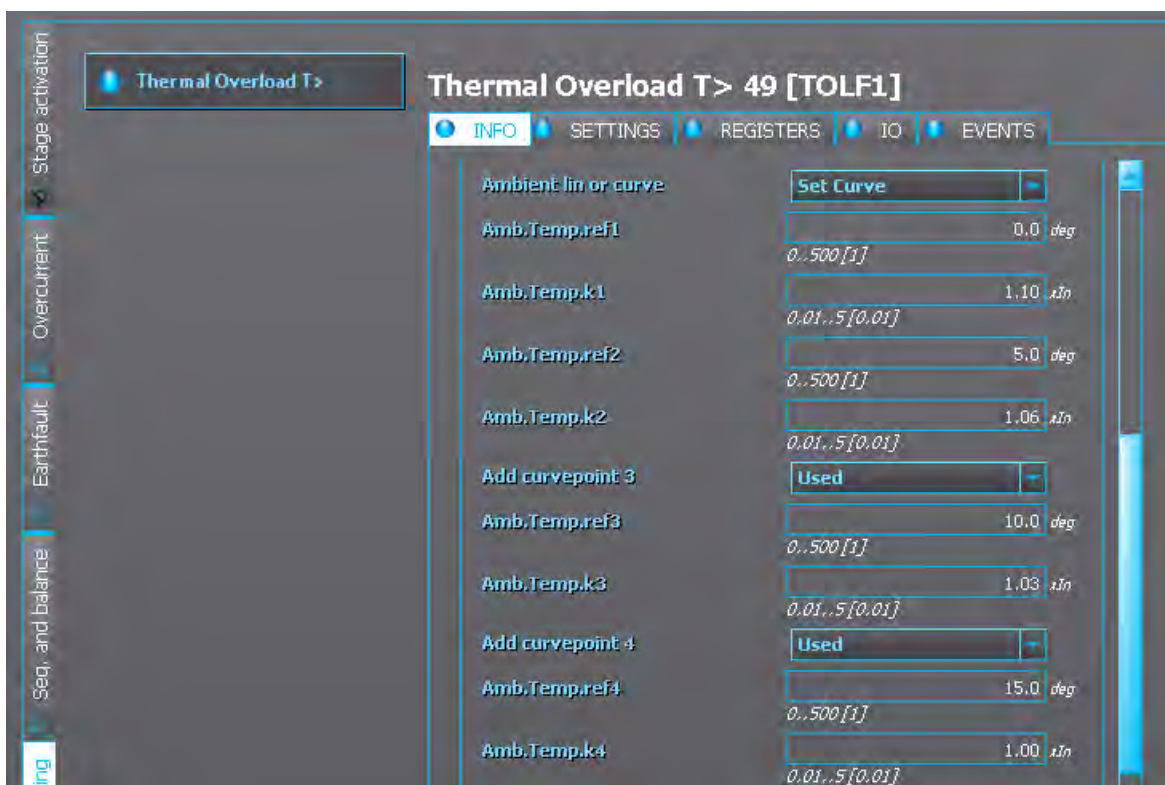 Stage activation
Overcurrent
Earthfault
Seq. and balance
ing
Thermal Overload T>
Thermal Overload T> 49 [TOLF1]
INFO SETTINGS REGISTERS IO EVENTS
Ambient lin or curve Set Curve
Amb.Temp.ref1 0.0 deg
0..500 [1]
Amb.Temp.k1 1.10 xIn
0.01..5 [0.01]
Amb.Temp.ref2 5.0 deg
0..500 [1]
Amb.Temp.k2 1.06 xIn
0.01..5 [0.01]
Add curvepoint 3 Used
Amb.Temp.ref3 10.0 deg
0..500 [1]
Amb.Temp.k3 1.03 xIn
0.01..5 [0.01]
Add curvepoint 4 Used
Amb.Temp.ref4 15.0 deg
0..500 [1]
Amb.Temp.k4 1.00 xIn
0.01..5 [0.01]